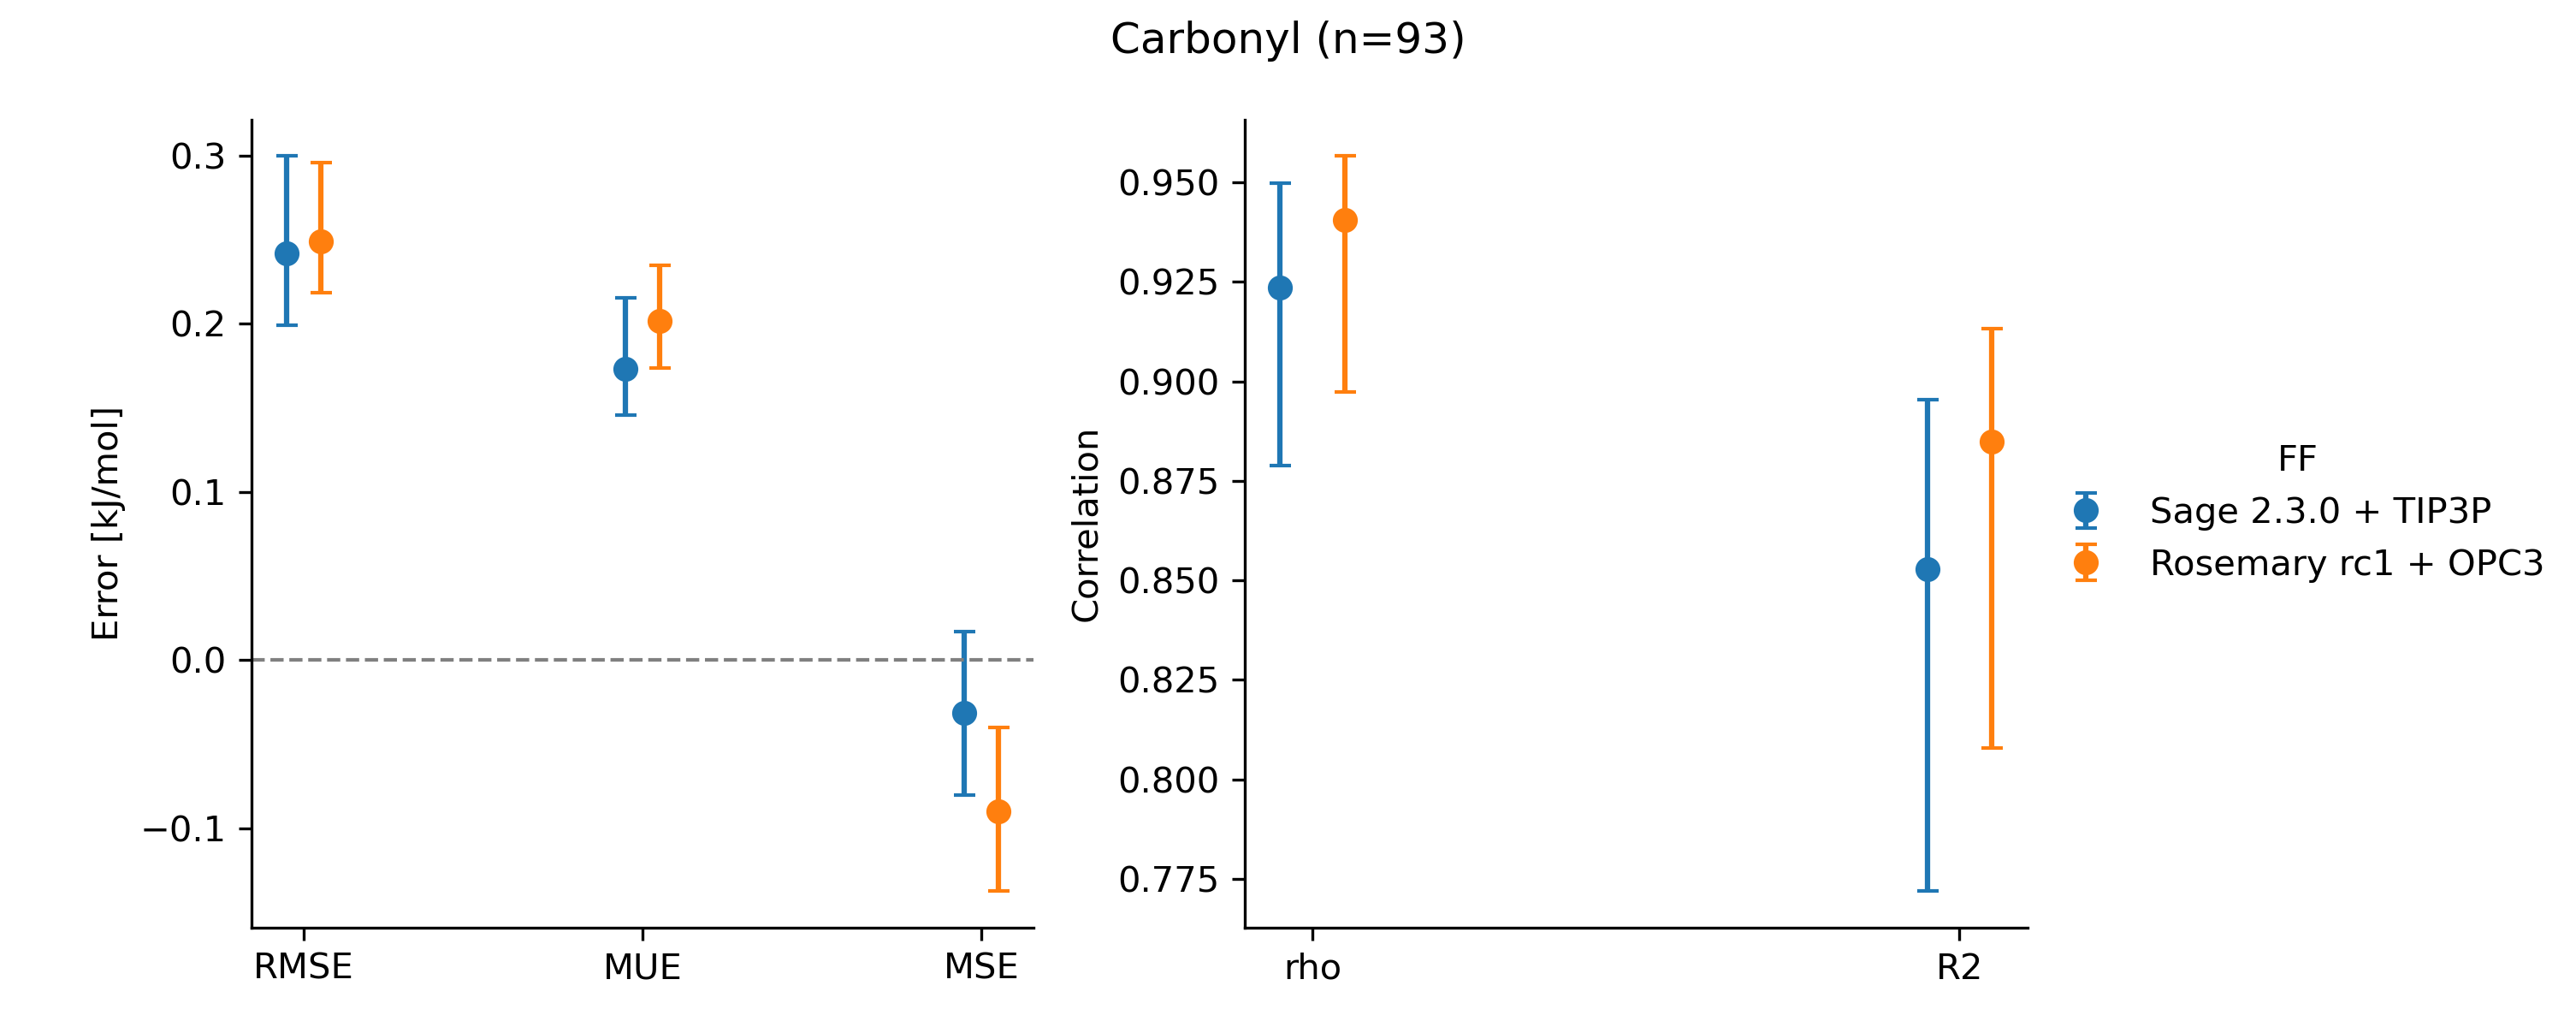 Carbonyl (n=93)
Error [kJ/mol]
0.3
0.2
0.1
0.0
−0.1
RMSE
MUE
MSE
Correlation
0.950
0.925
0.900
0.875
0.850
0.825
0.800
0.775
rho
R2
FF
Sage 2.3.0 + TIP3P
Rosemary rc1 + OPC3